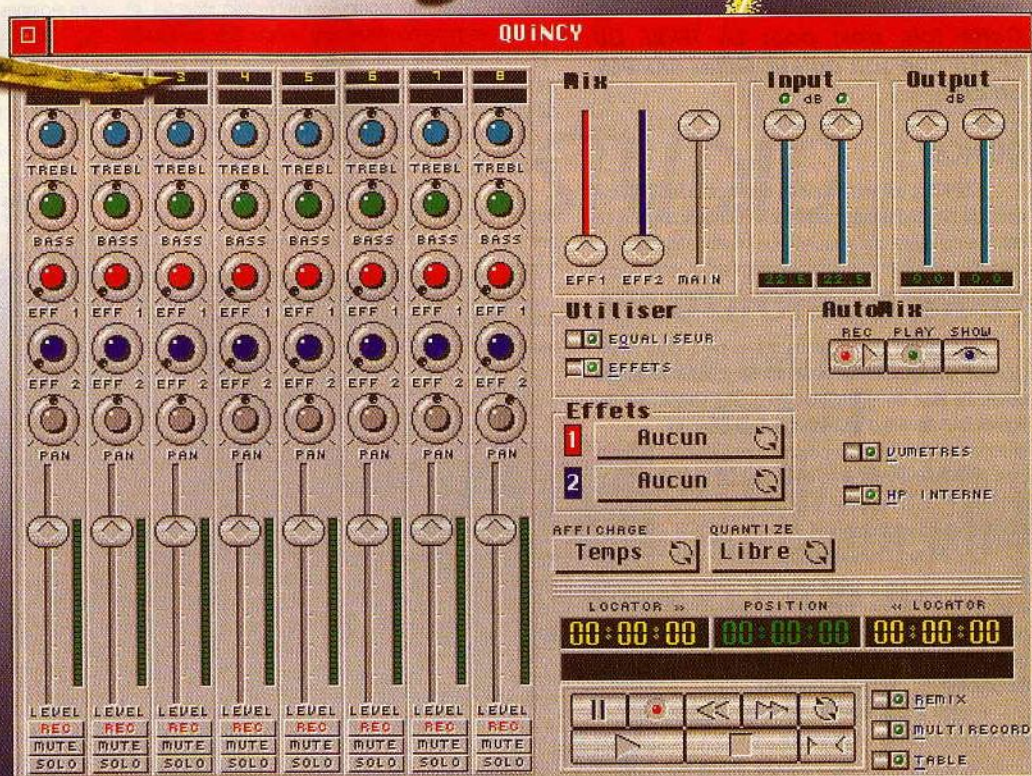 QUiNCY
3 4 5 6 7 8
TREBL TREBL TREBL TREBL TREBL TREBL TREBL TREBL
BASS BASS BASS BASS BASS BASS BASS BASS
EFF 1 EFF 1 EFF 1 EFF 1 EFF 1 EFF 1 EFF 1 EFF 1
EFF 2 EFF 2 EFF 2 EFF 2 EFF 2 EFF 2 EFF 2 EFF 2
PAN PAN PAN PAN PAN PAN PAN PAN
LEVEL LEVEL LEVEL LEVEL LEVEL LEVEL LEVEL LEVEL
REC REC REC REC REC REC REC REC
MUTE MUTE MUTE MUTE MUTE MUTE MUTE MUTE
SOLO SOLO SOLO SOLO SOLO SOLO SOLO SOLO
Mix
EFF1 EFF2 MAIN
Input
dB
22.5 22.5
Output
dB
0.0 0.0
Utiliser
EQUALISEUR
EFFETS
AutoMix
REC PLAY SHOW
Effets
1 Aucun
2 Aucun
VUMETRES
HP INTERNE
AFFICHAGE QUANTIZE
Temps Libre
LOCATOR » POSITION « LOCATOR
00:00:00 00:00:00 00:00:00
REMIX
MULTIRECORD
TABLE